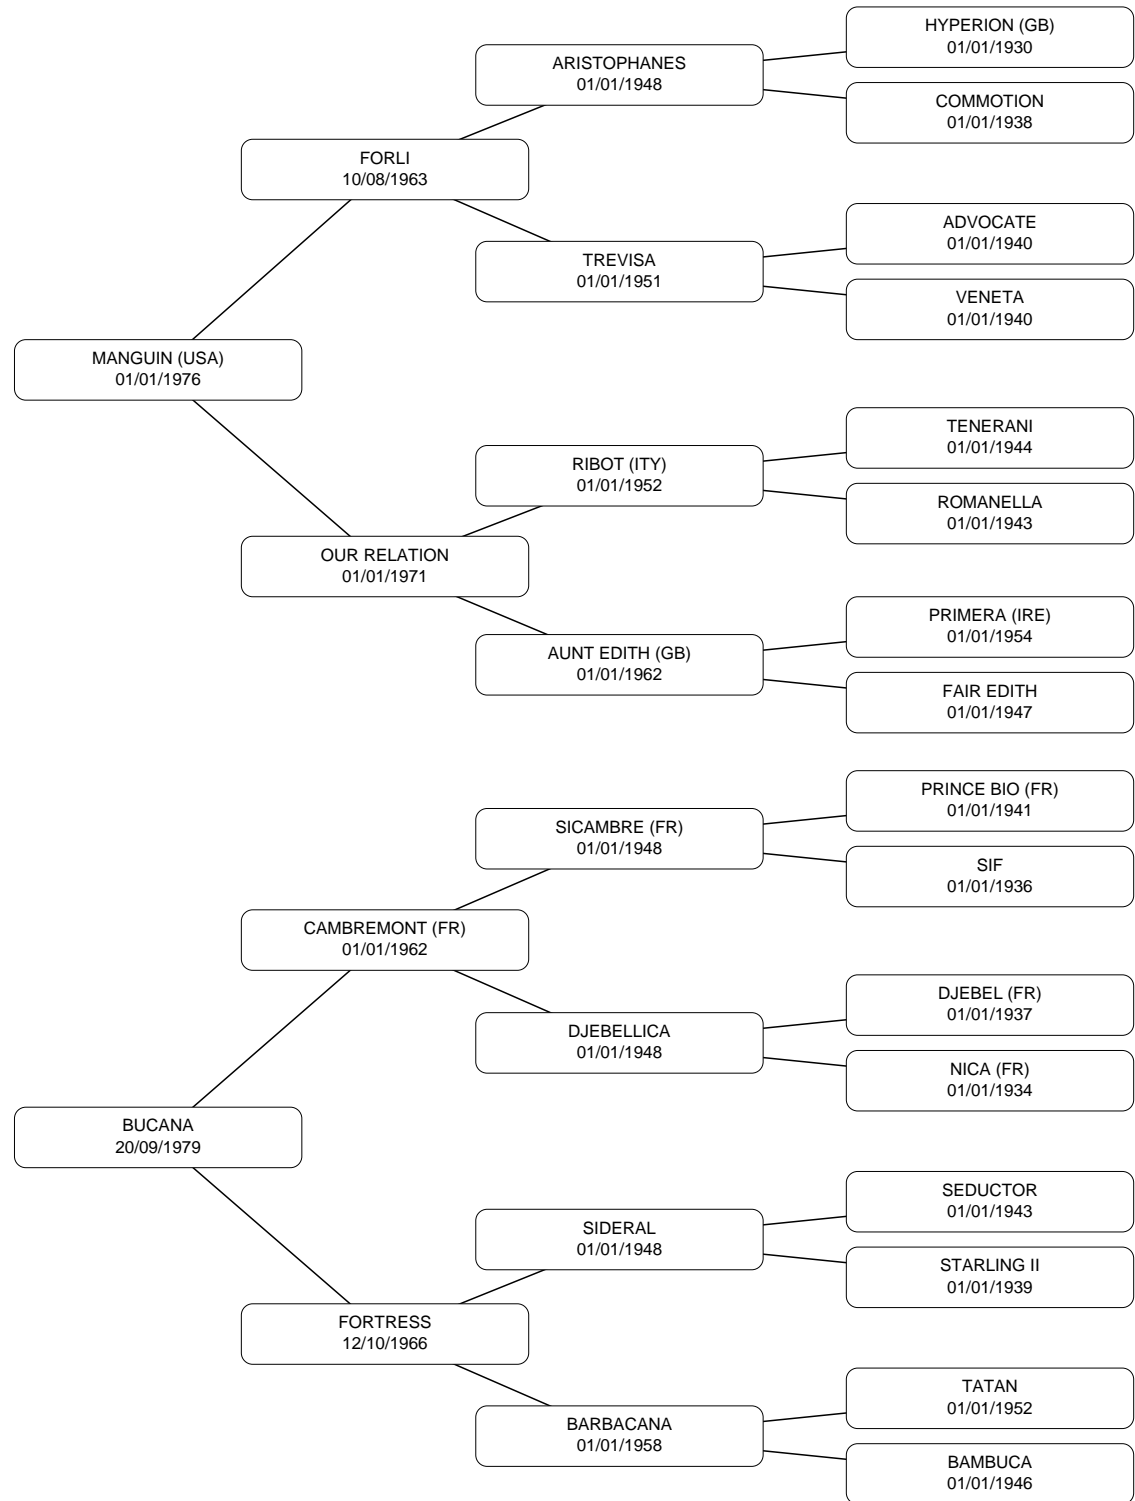 HYPERION (GB)
01/01/1930
ARISTOPHANES
01/01/1948
COMMOTION
01/01/1938
FORLI
10/08/1963
ADVOCATE
01/01/1940
TREVISA
01/01/1951
VENETA
01/01/1940
MANGUIN (USA)
01/01/1976
TENERANI
01/01/1944
RIBOT (ITY)
01/01/1952
ROMANELLA
01/01/1943
OUR RELATION
01/01/1971
PRIMERA (IRE)
01/01/1954
AUNT EDITH (GB)
01/01/1962
FAIR EDITH
01/01/1947
PRINCE BIO (FR)
01/01/1941
SICAMBRE (FR)
01/01/1948
SIF
01/01/1936
CAMBREMONT (FR)
01/01/1962
DJEBEL (FR)
01/01/1937
DJEBELLICA
01/01/1948
NICA (FR)
01/01/1934
BUCANA
20/09/1979
SEDUCTOR
01/01/1943
SIDERAL
01/01/1948
STARLING II
01/01/1939
FORTRESS
12/10/1966
TATAN
01/01/1952
BARBACANA
01/01/1958
BAMBUCA
01/01/1946